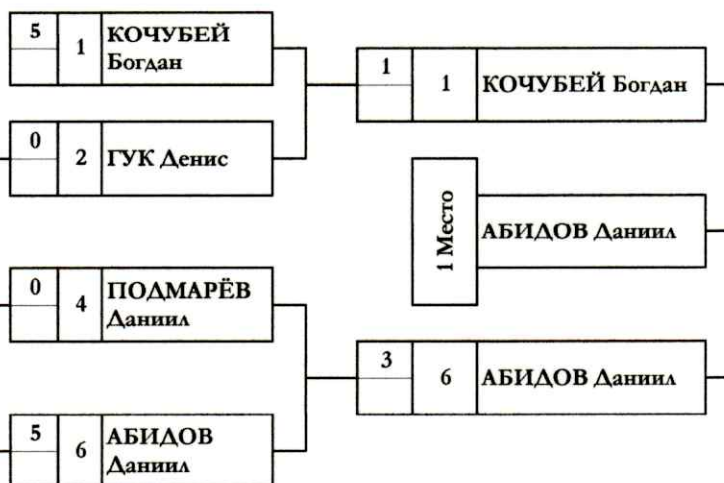 5
1
КОЧУБЕЙ
Богдан
0
2
ГУК Денис
0
4
ПОДМАРЁВ
Даниил
5
6
АБИДОВ
Даниил
1
1
КОЧУБЕЙ Богдан
1 Место
АБИДОВ Даниил
3
6
АБИДОВ Даниил